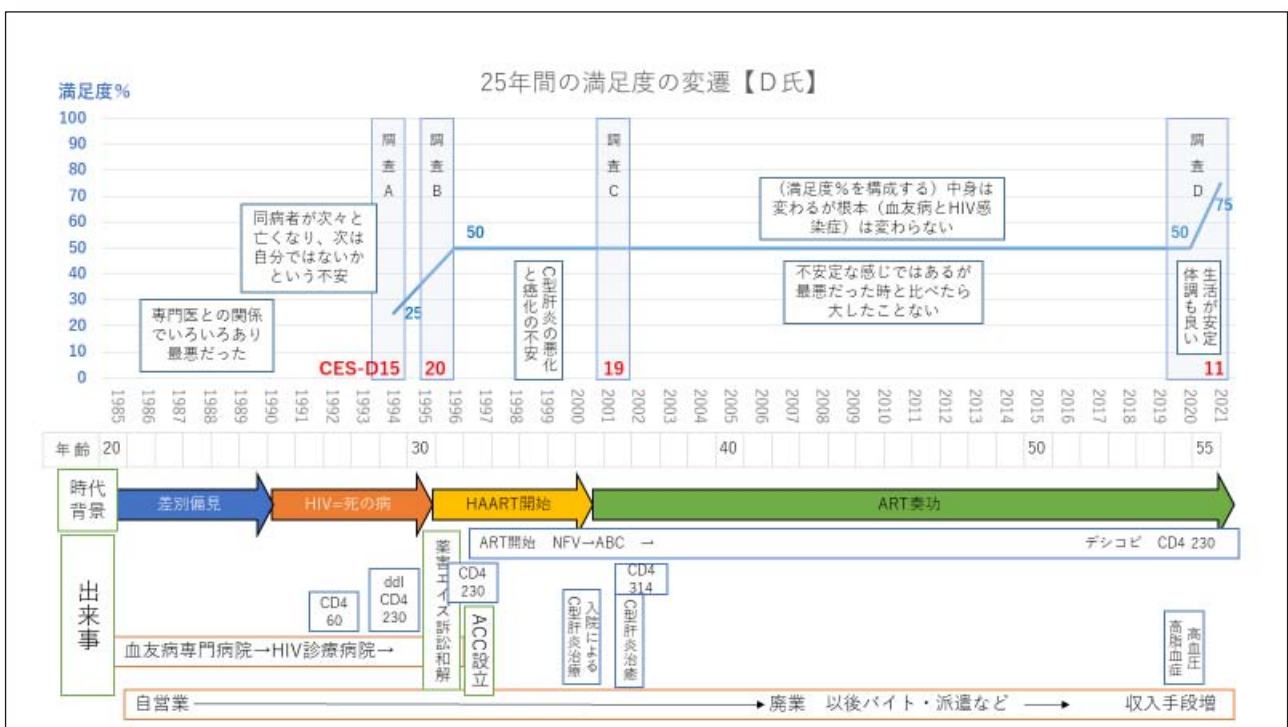 25年間の満足度の変遷【D氏】
満足度%
100
90
80
70
60
50
40
30
20
10
0
調査A
調査B
調査C
調査D
同病者が次々と
亡くなり、次は
自分ではないか
という不安
専門医との関係
でいろいろあり
最悪だった
25
50
C型肝炎の悪化
と癌化の不安
(満足度%を構成する)中身は
変わるが根本(血友病とHIV感
染症)は変わらない
不安定な感じではあるが
最悪だった時と比べたら
大したことない
50
75
生活が安定
体調も良い
CES-D15
20
19
11
1985
1986
1987
1988
1989
1990
1991
1992
1993
1994
1995
1996
1997
1998
1999
2000
2001
2002
2003
2004
2005
2006
2007
2008
2009
2010
2011
2012
2013
2014
2015
2016
2017
2018
2019
2020
2021
年齢 20 30 40 50 55
時代
背景
差別偏見
HIV=死の病
HAART開始
ART奏功
出来事
ART開始 NFV→ABC →
デシコビ CD4 230
CD4
60
ddI
CD4
230
薬害エイズ訴訟和解
CD4
230
ACC設立
入院による
C型肝炎治療
CD4
314
C型肝炎治癒
高血圧
高脂血症
血友病専門病院→HIV診療病院→
自営業
廃業 以後バイト・派遣など
収入手段増